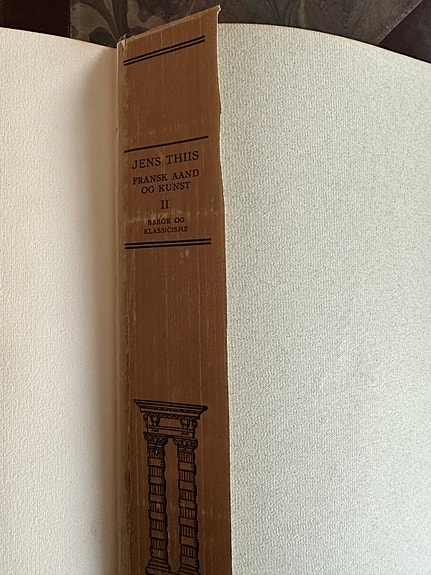 JENS THIIS
FRANSK AAND
OG KUNST
II
BAROK OG
KLASSICISME